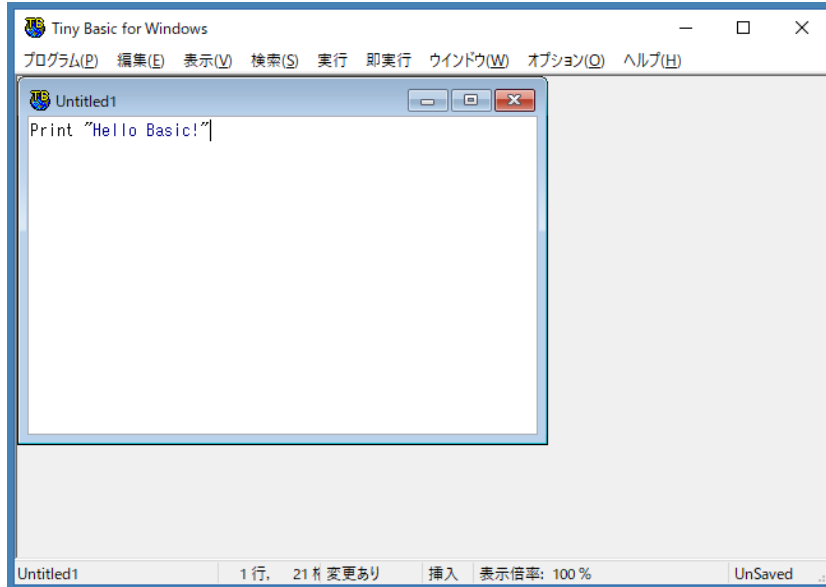 Tiny Basic for Windows
プログラム(P) 編集(E) 表示(V) 検索(S) 実行 即実行 ウインドウ(W) オプション(O) ヘルプ(H)
Untitled1
Print "Hello Basic!"
Untitled1 1行, 21桁 変更あり 挿入 表示倍率: 100 % UnSaved